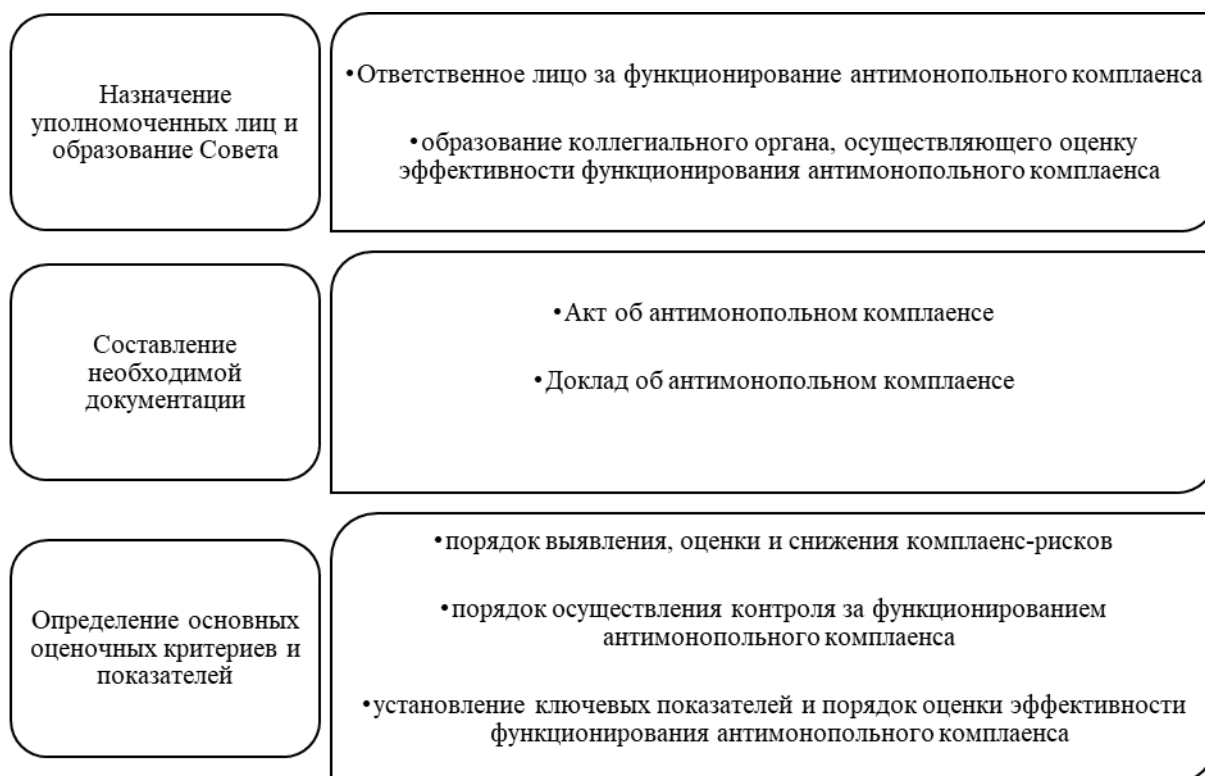 Назначение
уполномоченных лиц и
образование Совета
•Ответственное лицо за функционирование антимонопольного комплаенса
•образование коллегиального органа, осуществляющего оценку
эффективности функционирования антимонопольного комплаенса
Составление
необходимой
документации
•Акт об антимонопольном комплаенсе
•Доклад об антимонопольном комплаенсе
Определение основных
оценочных критериев и
показателей
•порядок выявления, оценки и снижения комплаенс-рисков
•порядок осуществления контроля за функционированием
антимонопольного комплаенса
•установление ключевых показателей и порядок оценки эффективности
функционирования антимонопольного комплаенса